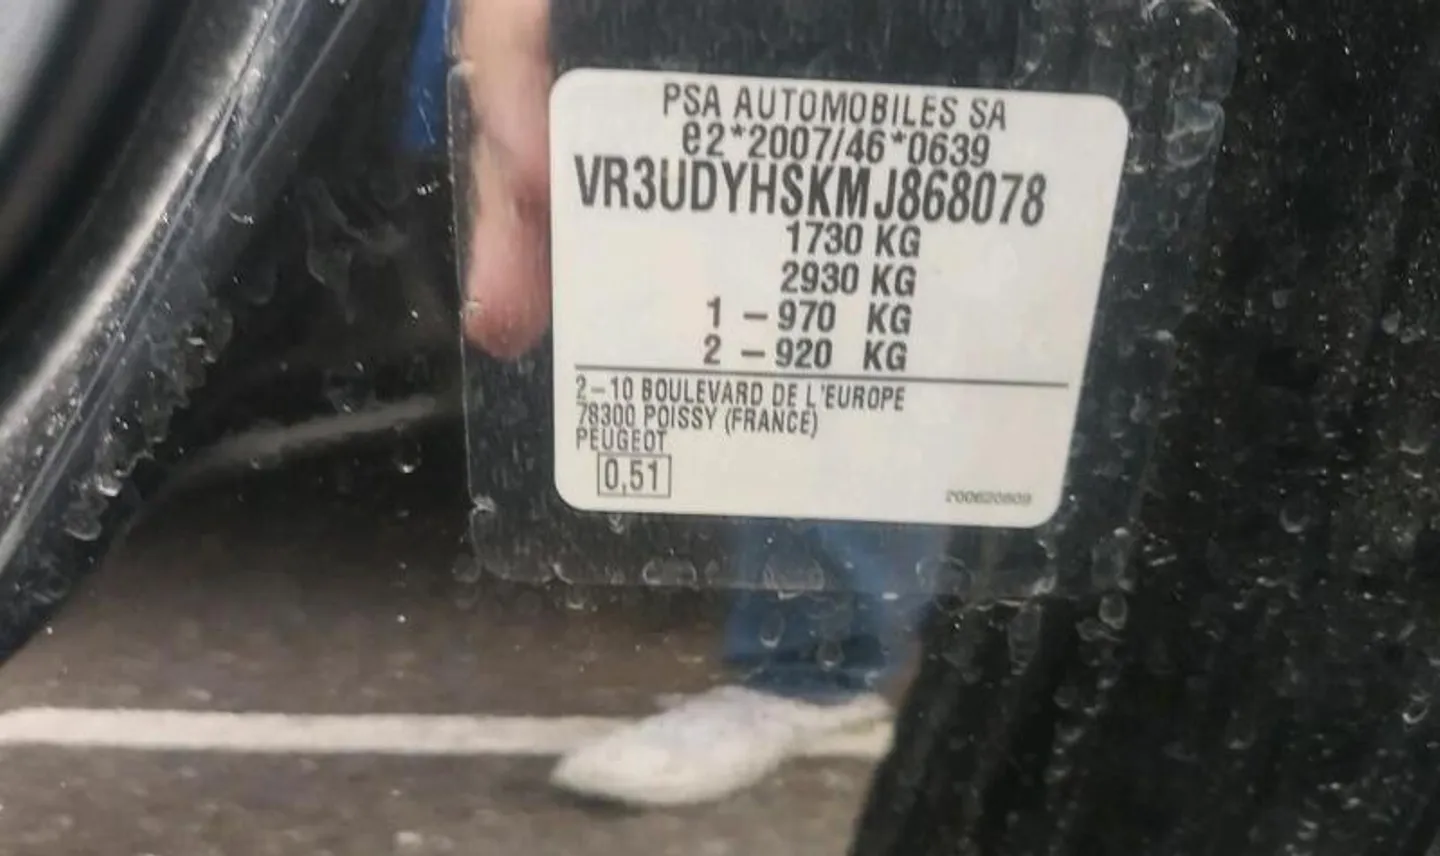 PSA AUTOMOBILES SA
e2*2007/46*0639
VR3UDYHSKMJ868078
1730 KG
2930 KG
1 – 970 KG
2 – 920 KG
2–10 BOULEVARD DE L'EUROPE
78300 POISSY (FRANCE)
PEUGEOT
0,51